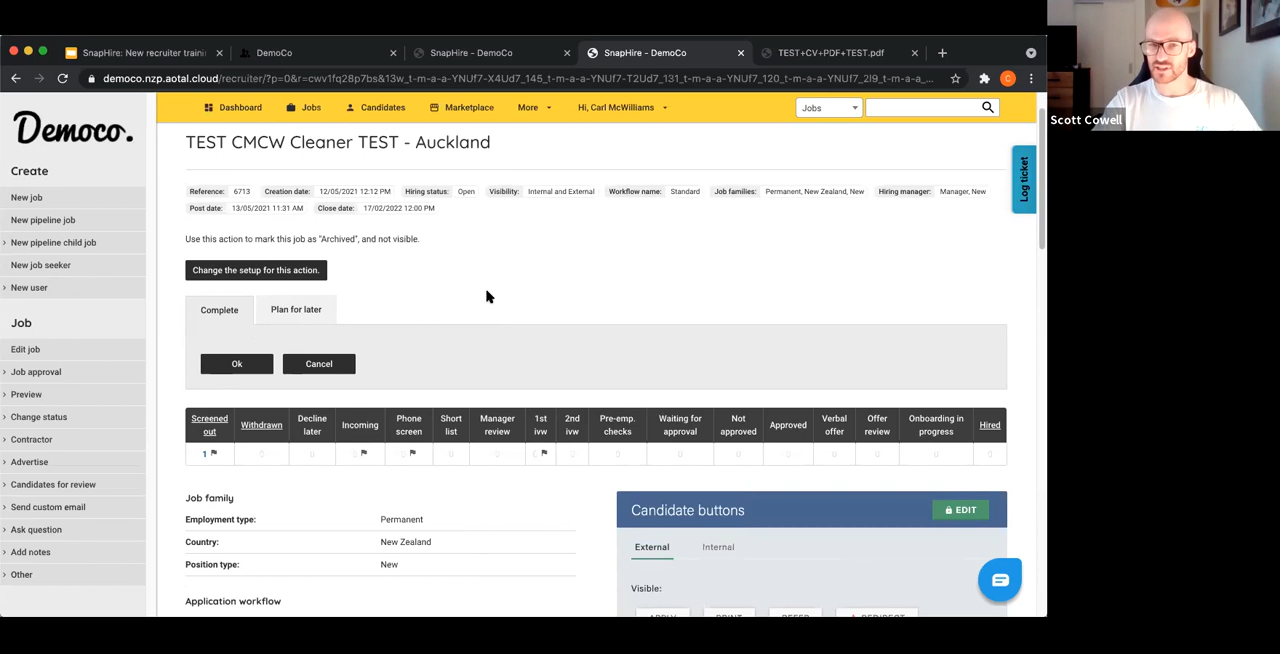 SnapHire: New recruiter traini
DemoCo
SnapHire - DemoCo
SnapHire - DemoCo
TEST+CV+PDF+TEST.pdf
democo.nzp.aotal.cloud/recruiter/?p=0&r=cwv1fq28p7bs&13w_t-m-a-a-YNUf7-X4Ud7_145_t-m-a-a-YNUf7-T2Ud7_131_t-m-a-a-YNUf7_120_t-m-a-a-YNUf7_2l9_t-m-a-a_...
C
Scott Cowell
Democo.
Dashboard
Jobs
Candidates
Marketplace
More
Hi, Carl McWilliams
Jobs
TEST CMCW Cleaner TEST - Auckland
Log ticket
Reference: 6713 Creation date: 12/05/2021 12:12 PM Hiring status: Open Visibility: Internal and External Workflow name: Standard Job families: Permanent, New Zealand, New Hiring manager: Manager, New
Post date: 13/05/2021 11:31 AM Close date: 17/02/2022 12:00 PM
Create
New job
New pipeline job
New pipeline child job
New job seeker
New user
Job
Edit job
Job approval
Preview
Change status
Contractor
Advertise
Candidates for review
Send custom email
Ask question
Add notes
Other
Use this action to mark this job as "Archived", and not visible.
Change the setup for this action.
Complete
Plan for later
Ok
Cancel
Screened out
Withdrawn
Decline later
Incoming
Phone screen
Short list
Manager review
1st ivw
2nd ivw
Pre-emp. checks
Waiting for approval
Not approved
Approved
Verbal offer
Offer review
Onboarding in progress
Hired
1
Job family
Employment type: Permanent
Country: New Zealand
Position type: New
Application workflow
Candidate buttons
EDIT
External
Internal
Visible:
APPLY
PRINT
REFER
REDIRECT